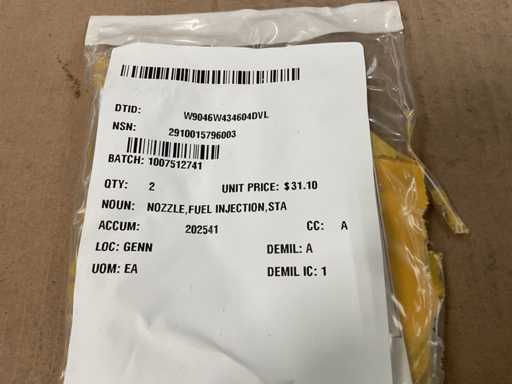 DTID: W9046W434604DVL
NSN: 2910015796003
BATCH: 1007512741
QTY: 2 UNIT PRICE: $31.10
NOUN: NOZZLE,FUEL INJECTION,STA
ACCUM: 202541 CC: A
LOC: GENN DEMIL: A
UOM: EA DEMIL IC: 1